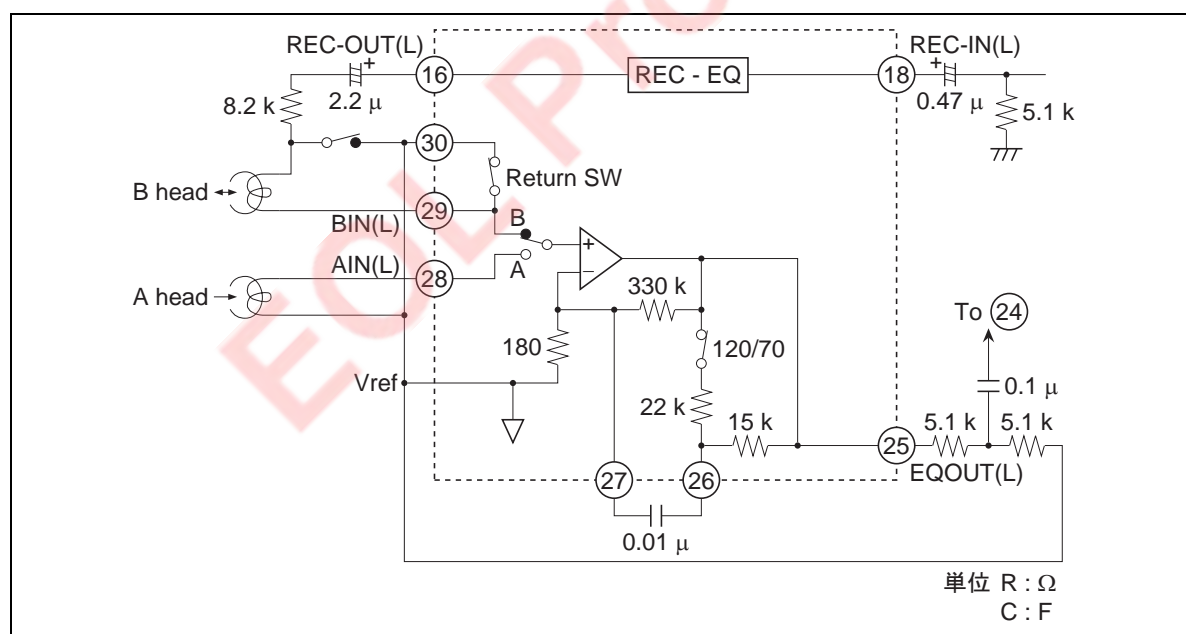 REC-OUT(L)
REC-IN(L)
16
REC - EQ
18
2.2 μ
0.47 μ
8.2 k
5.1 k
30
Return SW
B head
29
BIN(L)
B
AIN(L)
A
28
A head
330 k
To 24
180
120/70
Vref
0.1 μ
22 k
15 k
5.1 k
5.1 k
25
EQOUT(L)
27
26
0.01 μ
単位 R : Ω
C : F